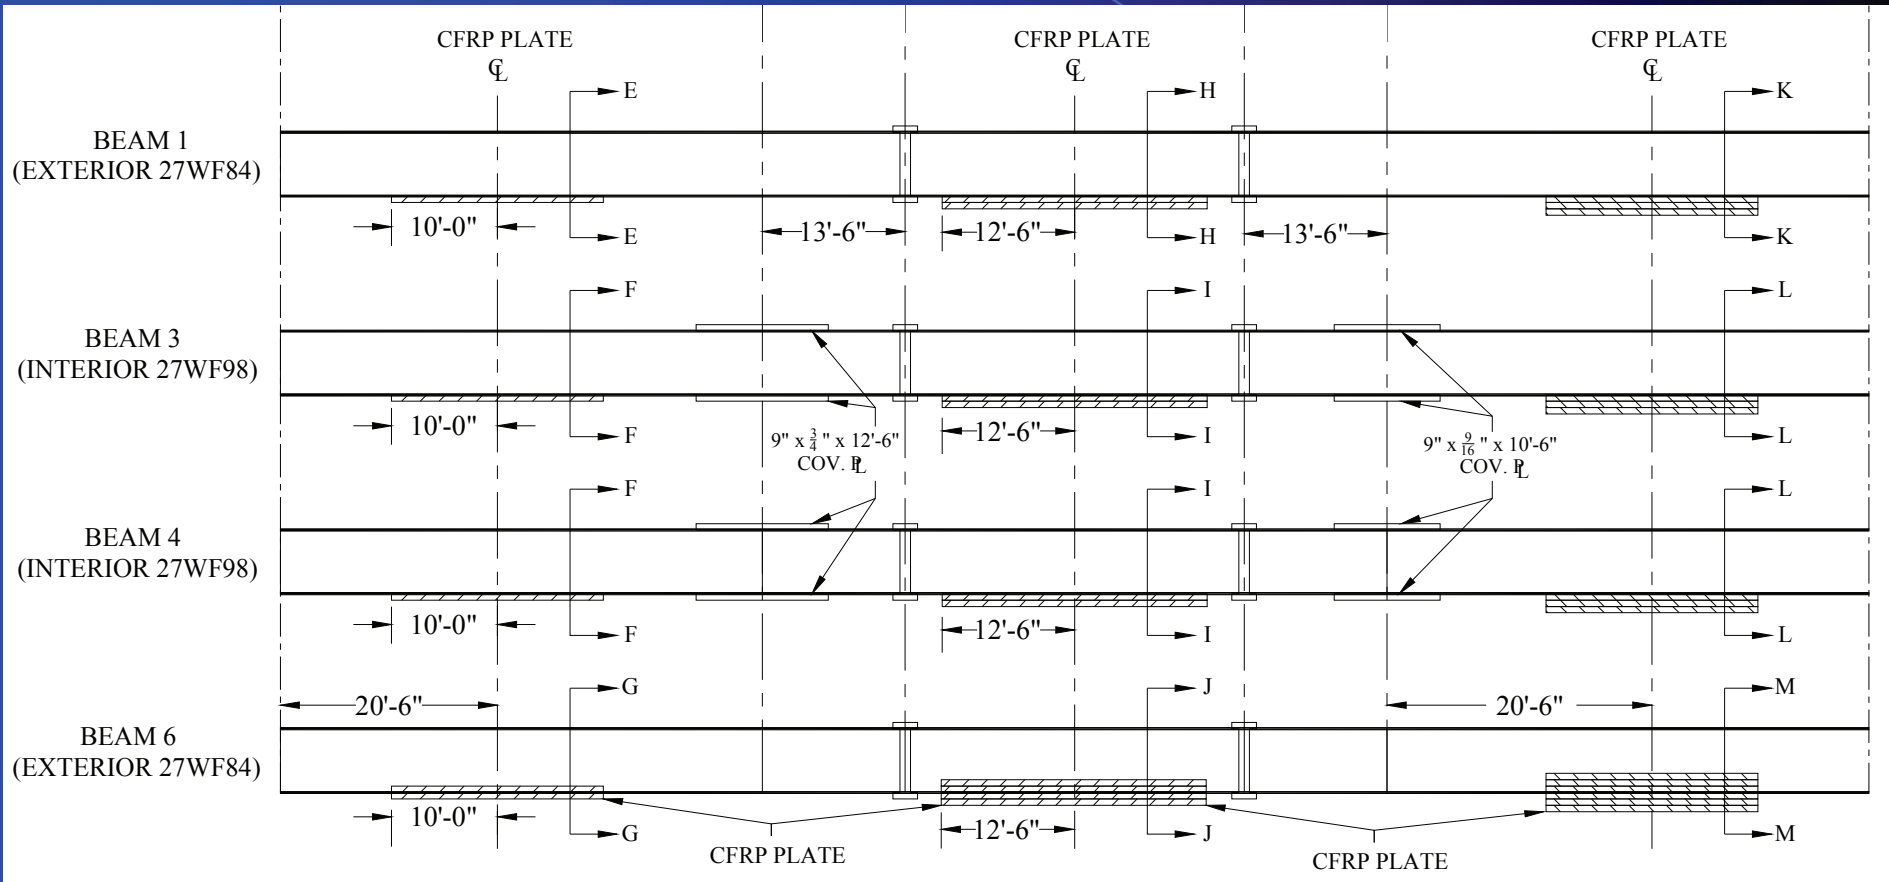 CFRP PLATE CFRP PLATE CFRP PLATE
℄ ℄ ℄
E H K
BEAM 1
(EXTERIOR 27WF84)
10'-0" 13'-6" 12'-6" 13'-6"
E H K
F I L
BEAM 3
(INTERIOR 27WF98)
10'-0" 12'-6"
F I L
9" x 3/4" x 12'-6" 9" x 9/16" x 10'-6"
COV. PL COV. PL
F I L
BEAM 4
(INTERIOR 27WF98)
10'-0" 12'-6"
F I L
G J M
20'-6" 20'-6"
BEAM 6
(EXTERIOR 27WF84)
10'-0" 12'-6"
G J M
CFRP PLATE CFRP PLATE